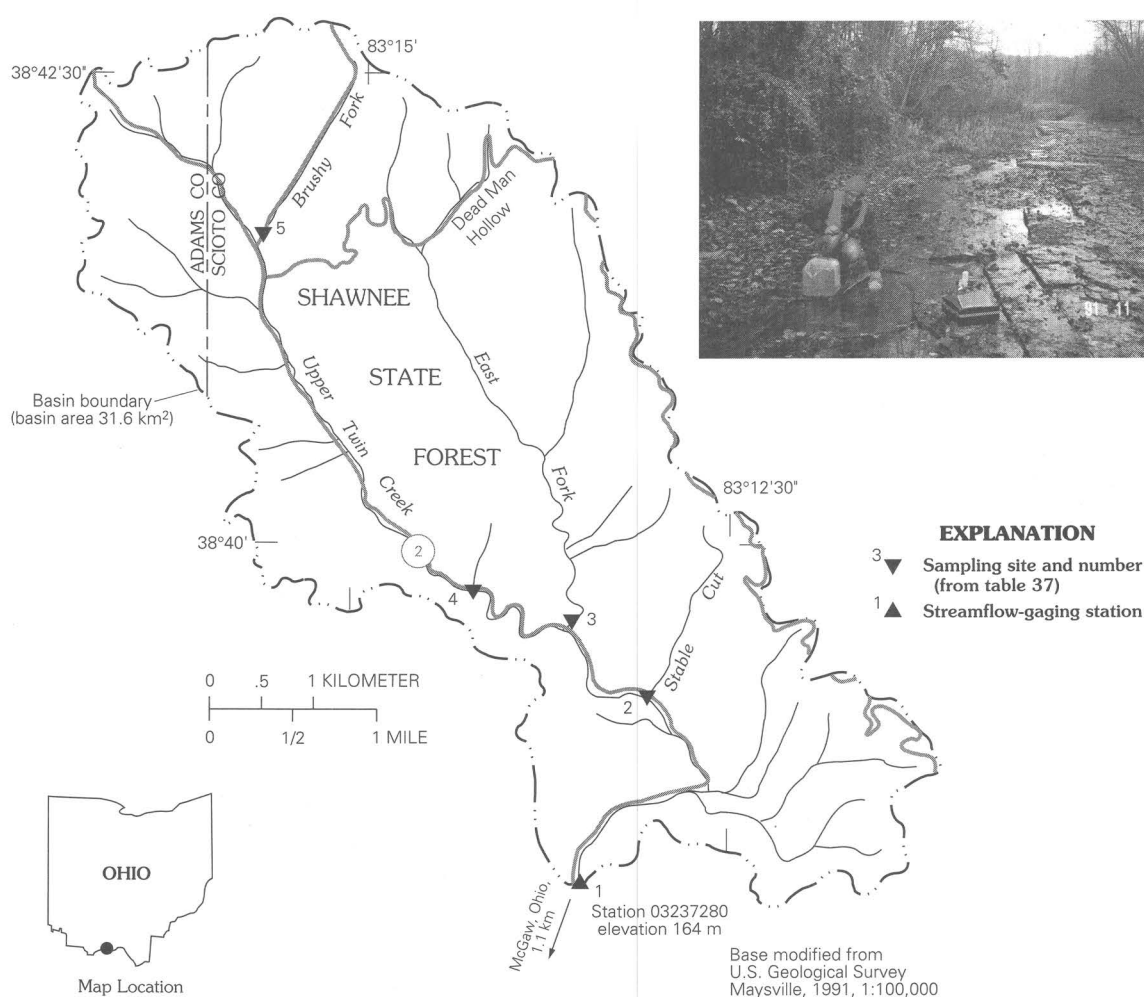 83°15'
38°42'30"
Brushy Fork
ADAMS CO
SCIOTO CO
5
Dead Man
Hollow
SHAWNEE
STATE
FOREST
East
Fork
Upper
Twin
Creek
Basin boundary
(basin area 31.6 km²)
83°12'30"
38°40'
2
4
3
Stable Cut
2
EXPLANATION
3 Sampling site and number
(from table 37)
1 Streamflow-gaging station
0 .5 1 KILOMETER
0 1/2 1 MILE
OHIO
Map Location
1
Station 03237280
elevation 164 m
McGaw, Ohio,
1.1 km
Base modified from
U.S. Geological Survey
Maysville, 1991, 1:100,000
91 11